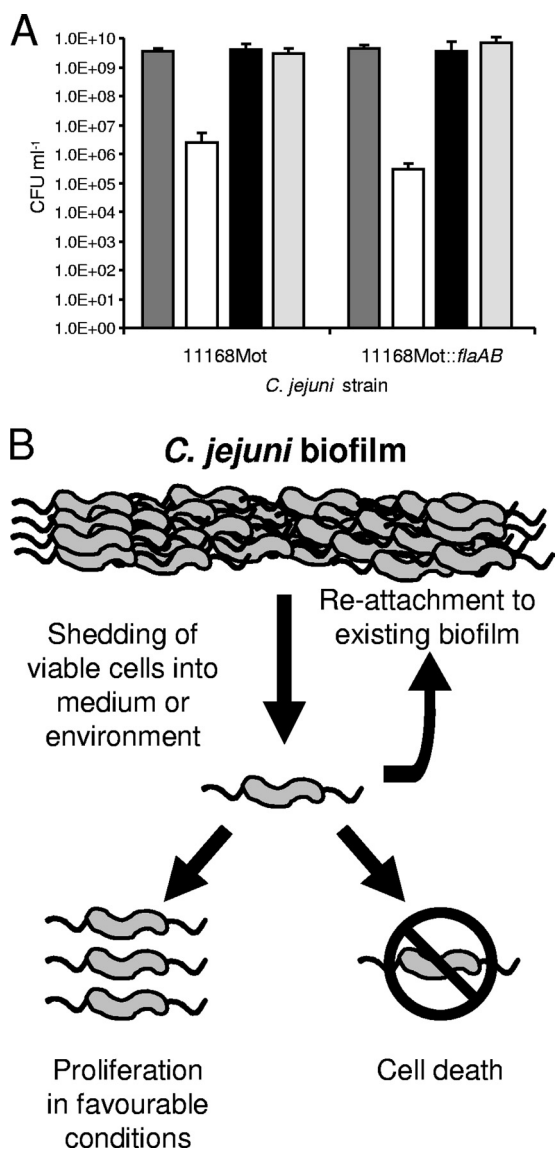 A
1.0E+10
1.0E+09
1.0E+08
1.0E+07
1.0E+06
1.0E+05
1.0E+04
1.0E+03
1.0E+02
1.0E+01
1.0E+00
CFU ml-1
11168Mot
11168Mot::flaAB
C. jejuni strain
B
C. jejuni biofilm
Shedding of
viable cells into
medium or
environment
Re-attachment to
existing biofilm
Proliferation
in favourable
conditions
Cell death